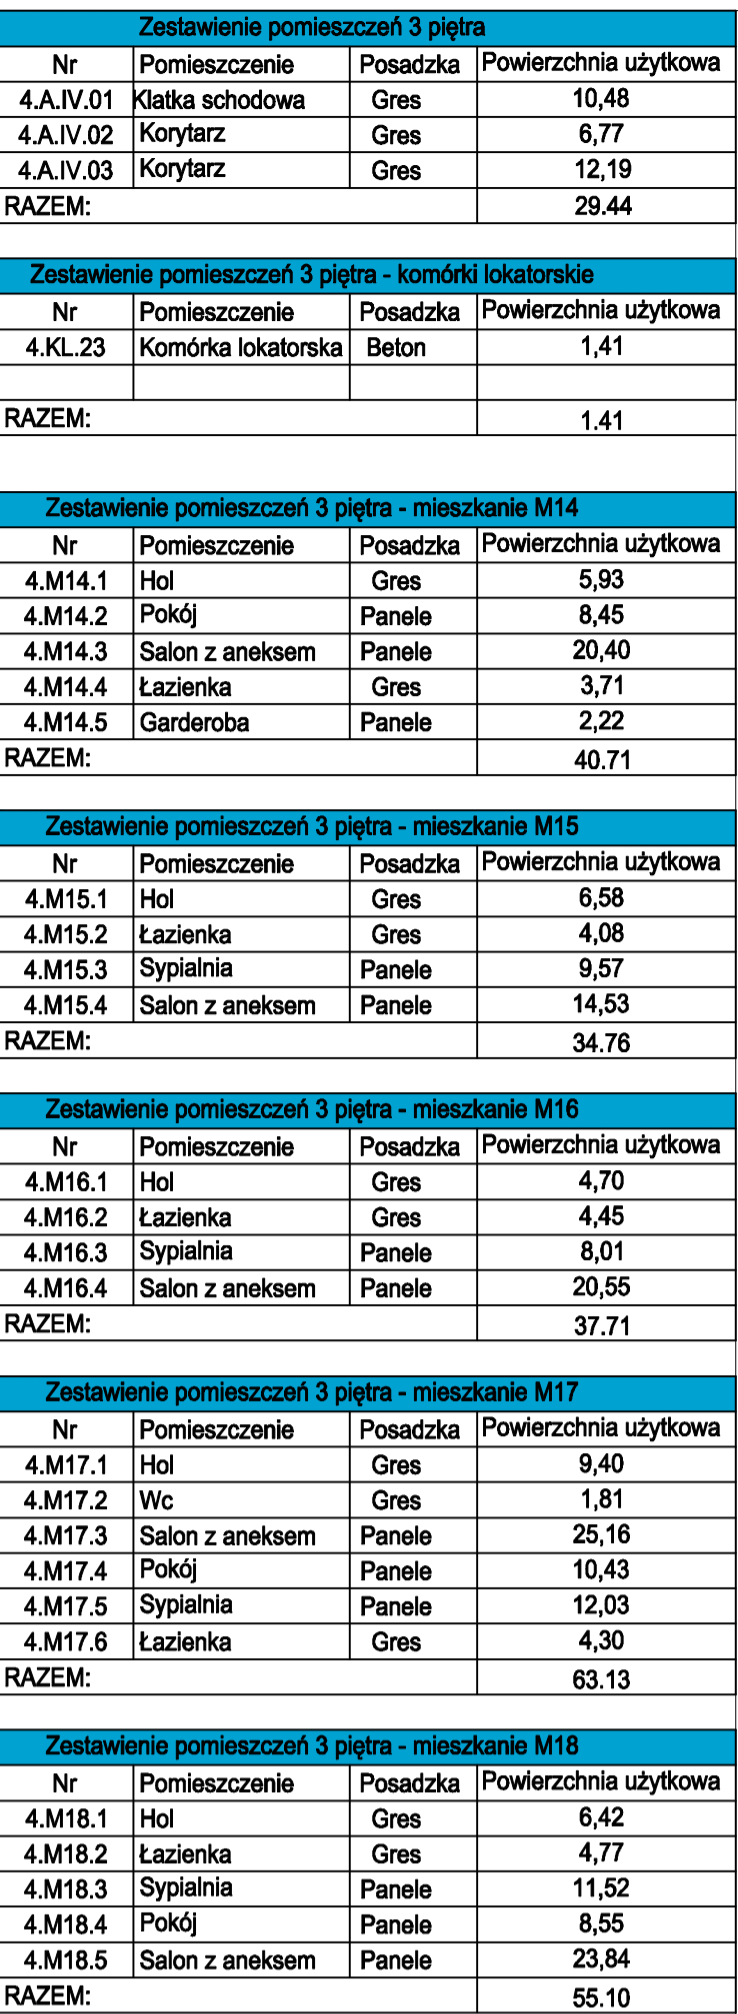 Zestawienie pomieszczeń 3 piętra
Nr Pomieszczenie Posadzka Powierzchnia użytkowa
4.A.IV.01 Klatka schodowa Gres 10,48
4.A.IV.02 Korytarz Gres 6,77
4.A.IV.03 Korytarz Gres 12,19
RAZEM: 29.44
Zestawienie pomieszczeń 3 piętra - komórki lokatorskie
Nr Pomieszczenie Posadzka Powierzchnia użytkowa
4.KL.23 Komórka lokatorska Beton 1,41
RAZEM: 1.41
Zestawienie pomieszczeń 3 piętra - mieszkanie M14
Nr Pomieszczenie Posadzka Powierzchnia użytkowa
4.M14.1 Hol Gres 5,93
4.M14.2 Pokój Panele 8,45
4.M14.3 Salon z aneksem Panele 20,40
4.M14.4 Łazienka Gres 3,71
4.M14.5 Garderoba Panele 2,22
RAZEM: 40.71
Zestawienie pomieszczeń 3 piętra - mieszkanie M15
Nr Pomieszczenie Posadzka Powierzchnia użytkowa
4.M15.1 Hol Gres 6,58
4.M15.2 Łazienka Gres 4,08
4.M15.3 Sypialnia Panele 9,57
4.M15.4 Salon z aneksem Panele 14,53
RAZEM: 34.76
Zestawienie pomieszczeń 3 piętra - mieszkanie M16
Nr Pomieszczenie Posadzka Powierzchnia użytkowa
4.M16.1 Hol Gres 4,70
4.M16.2 Łazienka Gres 4,45
4.M16.3 Sypialnia Panele 8,01
4.M16.4 Salon z aneksem Panele 20,55
RAZEM: 37.71
Zestawienie pomieszczeń 3 piętra - mieszkanie M17
Nr Pomieszczenie Posadzka Powierzchnia użytkowa
4.M17.1 Hol Gres 9,40
4.M17.2 Wc Gres 1,81
4.M17.3 Salon z aneksem Panele 25,16
4.M17.4 Pokój Panele 10,43
4.M17.5 Sypialnia Panele 12,03
4.M17.6 Łazienka Gres 4,30
RAZEM: 63.13
Zestawienie pomieszczeń 3 piętra - mieszkanie M18
Nr Pomieszczenie Posadzka Powierzchnia użytkowa
4.M18.1 Hol Gres 6,42
4.M18.2 Łazienka Gres 4,77
4.M18.3 Sypialnia Panele 11,52
4.M18.4 Pokój Panele 8,55
4.M18.5 Salon z aneksem Panele 23,84
RAZEM: 55.10